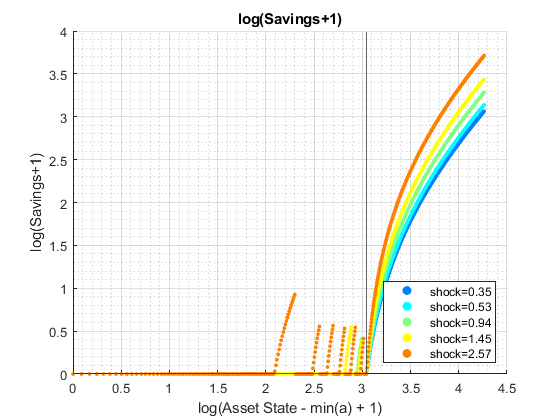 log(Savings+1)
4
3.5
3
2.5
2
1.5
1
0.5
0
log(Savings+1)
0 0.5 1 1.5 2 2.5 3 3.5 4 4.5
log(Asset State - min(a) + 1)
shock=0.35
shock=0.53
shock=0.94
shock=1.45
shock=2.57